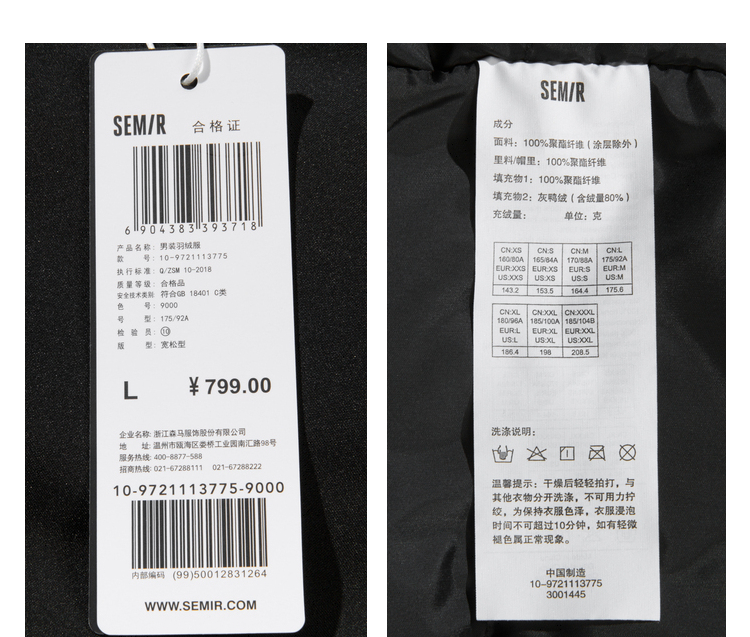 SEMIR 合格证
6 904383 393718
产品名称: 男装羽绒服
款 号: 10-9721113775
执行标准: Q/ZSM 10-2018
质量等级: 合格品
安全技术类别 符合GB 18401 C类
色 号: 9000
号 型: 175/92A
检 验 员: 10
版 型: 宽松型
L ¥ 799.00
企业名称: 浙江森马服饰股份有限公司
地 址: 温州市瓯海区娄桥工业园南汇路98号
服务热线: 400-8877-588
招商热线: 021-67288111 021-67288222
10-9721113775-9000
内部编码 (99)50012831264
WWW.SEMIR.COM
SEMIR
成分
面料: 100%聚酯纤维 ( 涂层除外 )
里料/帽里: 100%聚酯纤维
填充物1: 100%聚酯纤维
填充物2: 灰鸭绒 ( 含绒量80% )
充绒量: 单位: 克
CN:XS CN:S CN:M CN:L
160/80A 165/84A 170/88A 175/92A
EUR:XXS EUR:XS EUR:S EUR:M
US:XXS US:XS US:S US:M
143.2 153.5 164.4 175.6
CN:XL CN:XXL CN:XXXL
180/96A 185/100A 185/104B
EUR:L EUR:XL EUR:XXL
US:L US:XL US:XXL
186.4 198 208.5
洗涤说明:
温馨提示: 干燥后轻轻拍打, 与
其他衣物分开洗涤, 不可用力拧
绞, 为保持衣服色泽, 衣服浸泡
时间不可超过10分钟, 如有轻微
褪色属正常现象。
中国制造
10-9721113775
3001445